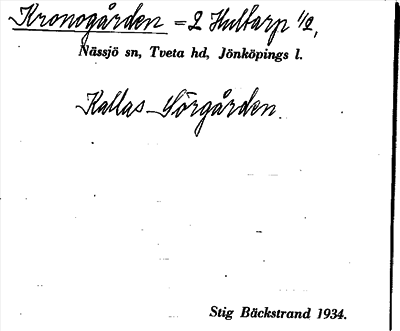 Kronogården = 2 Hultarp 1/2,
Nässjö sn, Tveta hd, Jönköpings l.
Kallas Sörgården.
Stig Bäckstrand 1934.